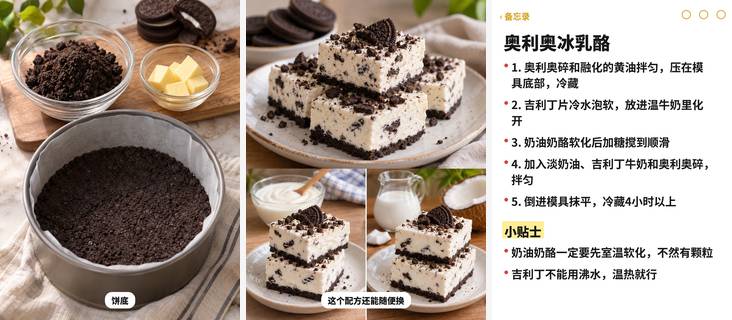 饼底
这个配方还能随便换
‹ 备忘录
奥利奥冰乳酪
• 1. 奥利奥碎和融化的黄油拌匀，压在模
具底部，冷藏
• 2. 吉利丁片冷水泡软，放进温牛奶里化
开
• 3. 奶油奶酪软化后加糖搅到顺滑
• 4. 加入淡奶油、吉利丁牛奶和奥利奥碎，
拌匀
• 5. 倒进模具抹平，冷藏4小时以上
小贴士
• 奶油奶酪一定要先室温软化，不然有颗粒
• 吉利丁不能用沸水，温热就行